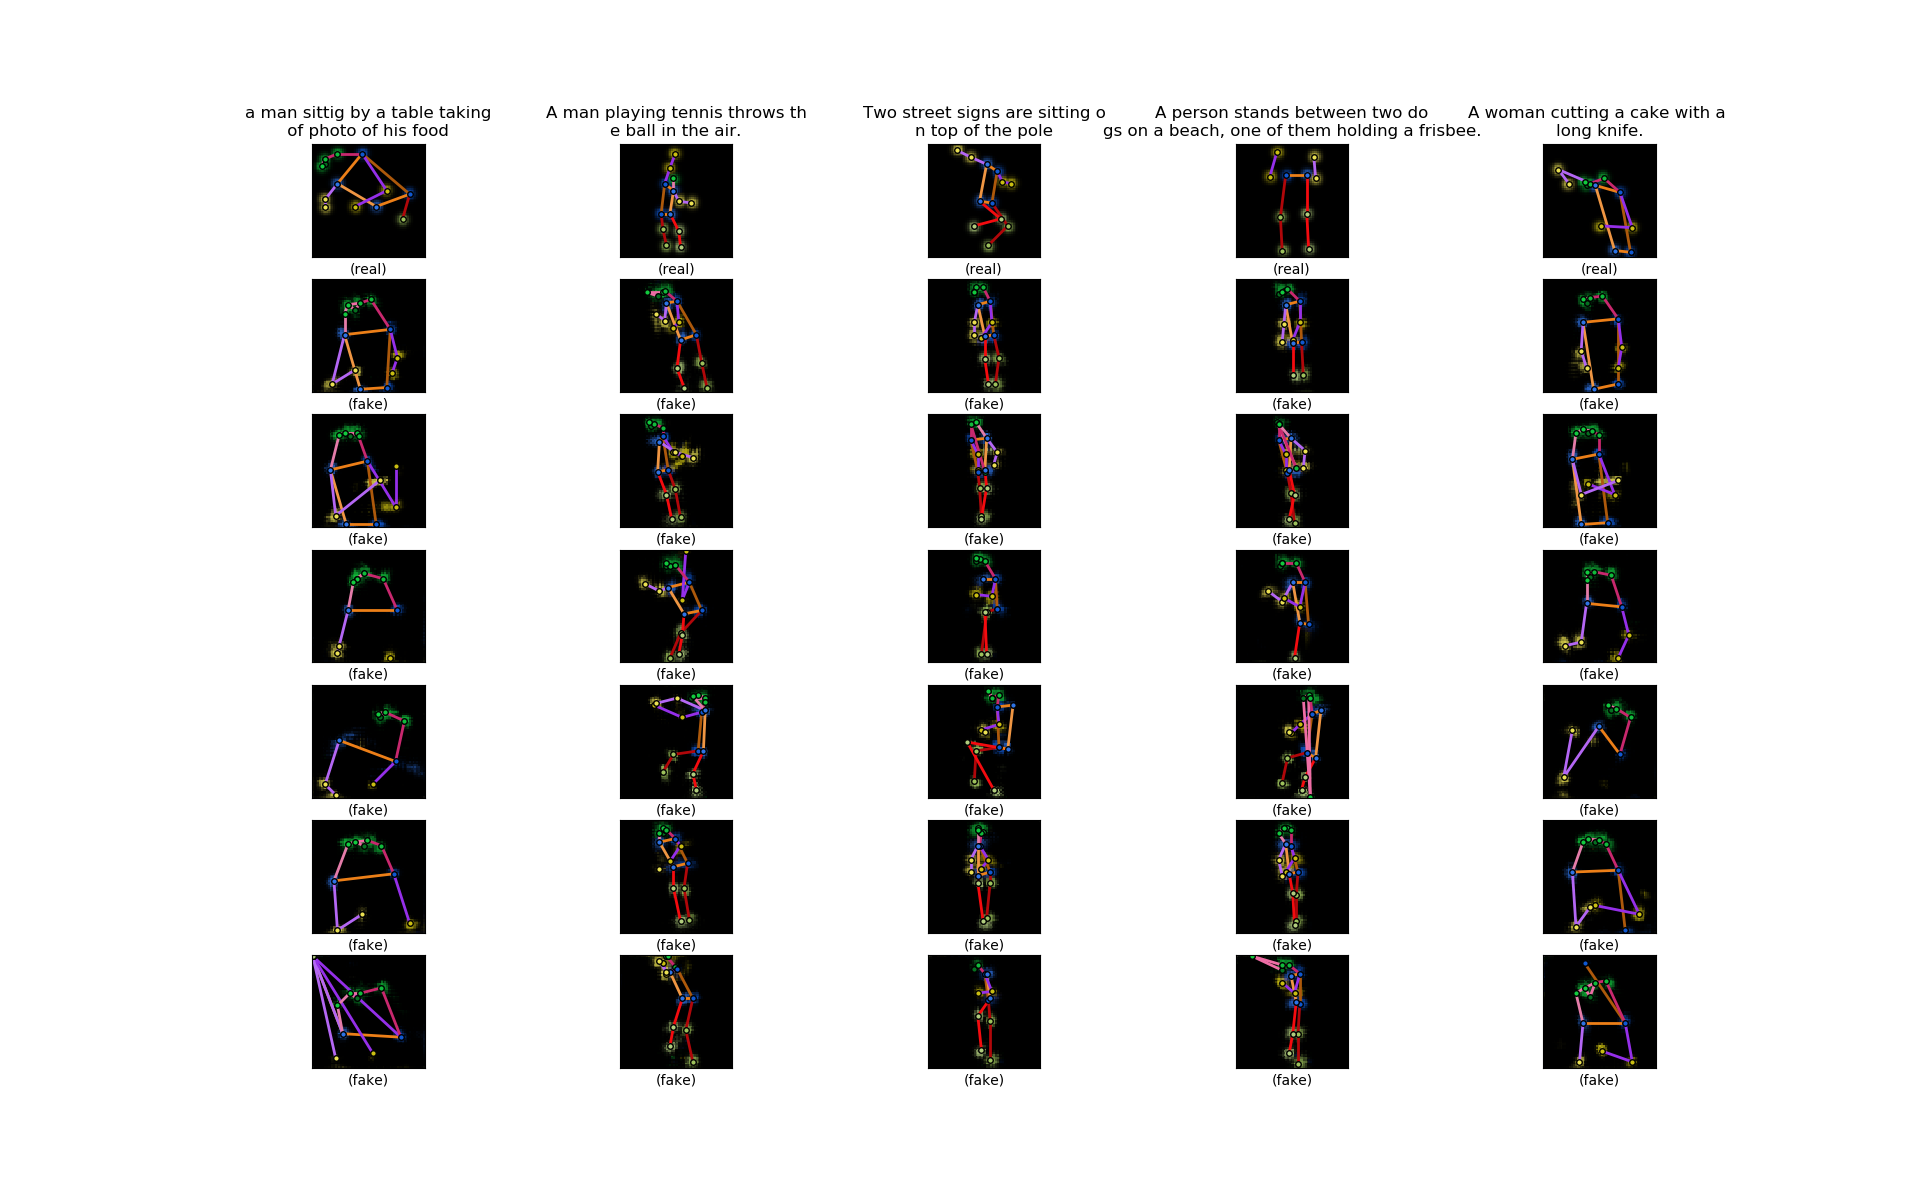 a man sittig by a table taking
of photo of his food
A man playing tennis throws th
e ball in the air.
Two street signs are sitting o
n top of the pole
A person stands between two do
gs on a beach, one of them holding a frisbee.
A woman cutting a cake with a
long knife.
(real) (real) (real) (real) (real)
(fake) (fake) (fake) (fake) (fake)
(fake) (fake) (fake) (fake) (fake)
(fake) (fake) (fake) (fake) (fake)
(fake) (fake) (fake) (fake) (fake)
(fake) (fake) (fake) (fake) (fake)
(fake) (fake) (fake) (fake) (fake)